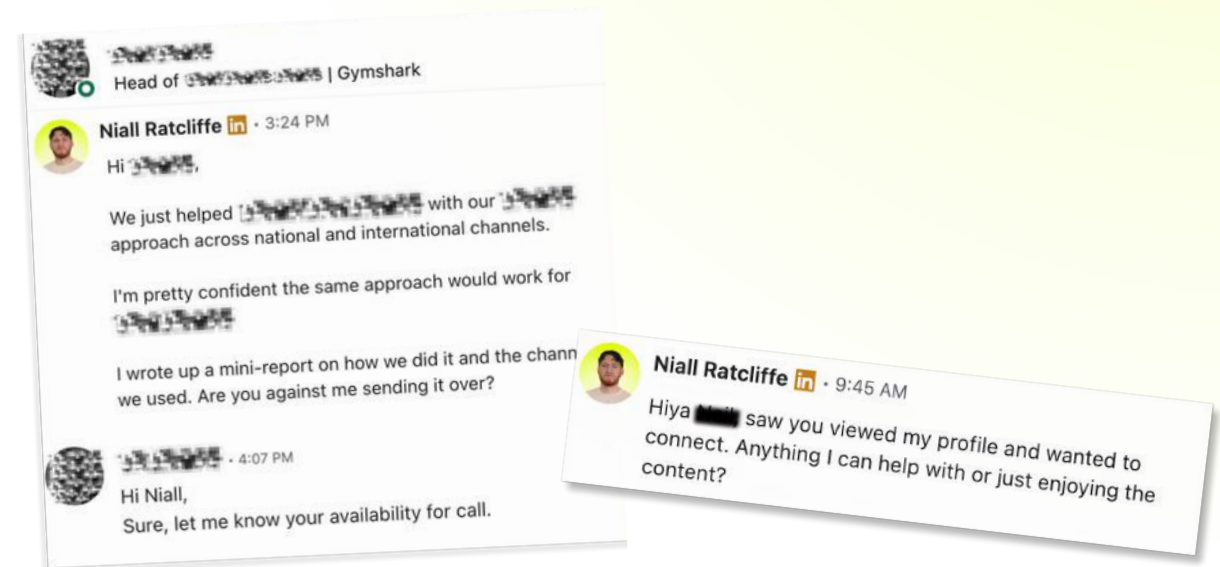 Head of | Gymshark
Niall Ratcliffe in · 3:24 PM
Hi ,
We just helped with our
approach across national and international channels.
I'm pretty confident the same approach would work for
I wrote up a mini-report on how we did it and the chann
we used. Are you against me sending it over?
· 4:07 PM
Hi Niall,
Sure, let me know your availability for call.
Niall Ratcliffe in · 9:45 AM
Hiya saw you viewed my profile and wanted to
connect. Anything I can help with or just enjoying the
content?